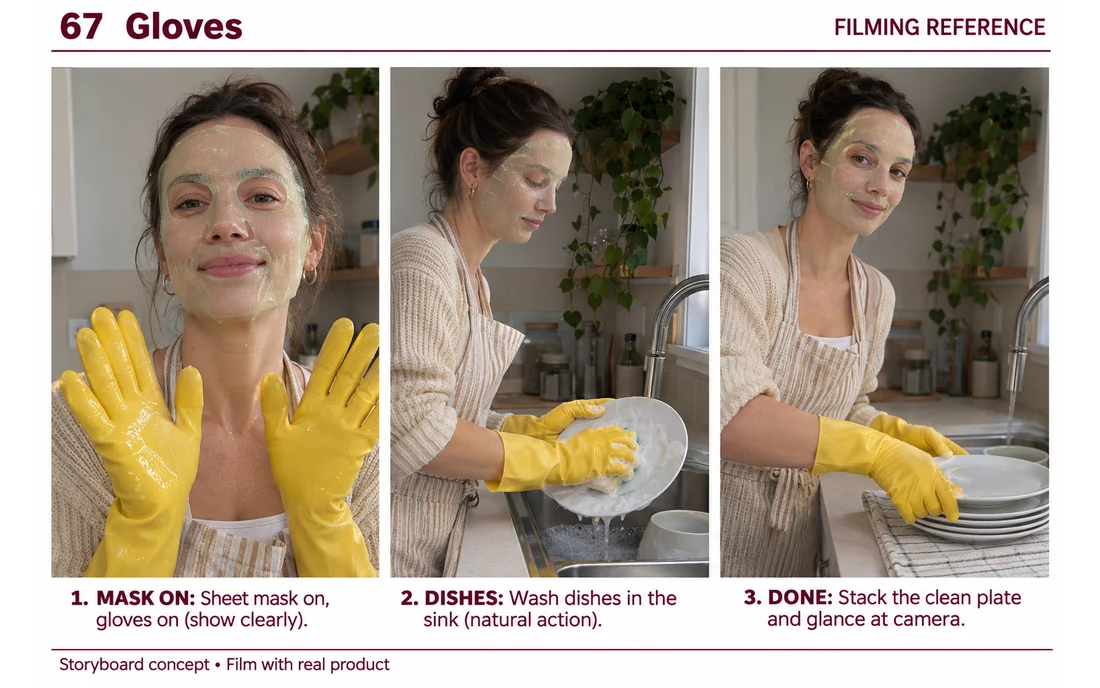 67 Gloves
FILMING REFERENCE
1. MASK ON: Sheet mask on,
gloves on (show clearly).
2. DISHES: Wash dishes in the
sink (natural action).
3. DONE: Stack the clean plate
and glance at camera.
Storyboard concept • Film with real product